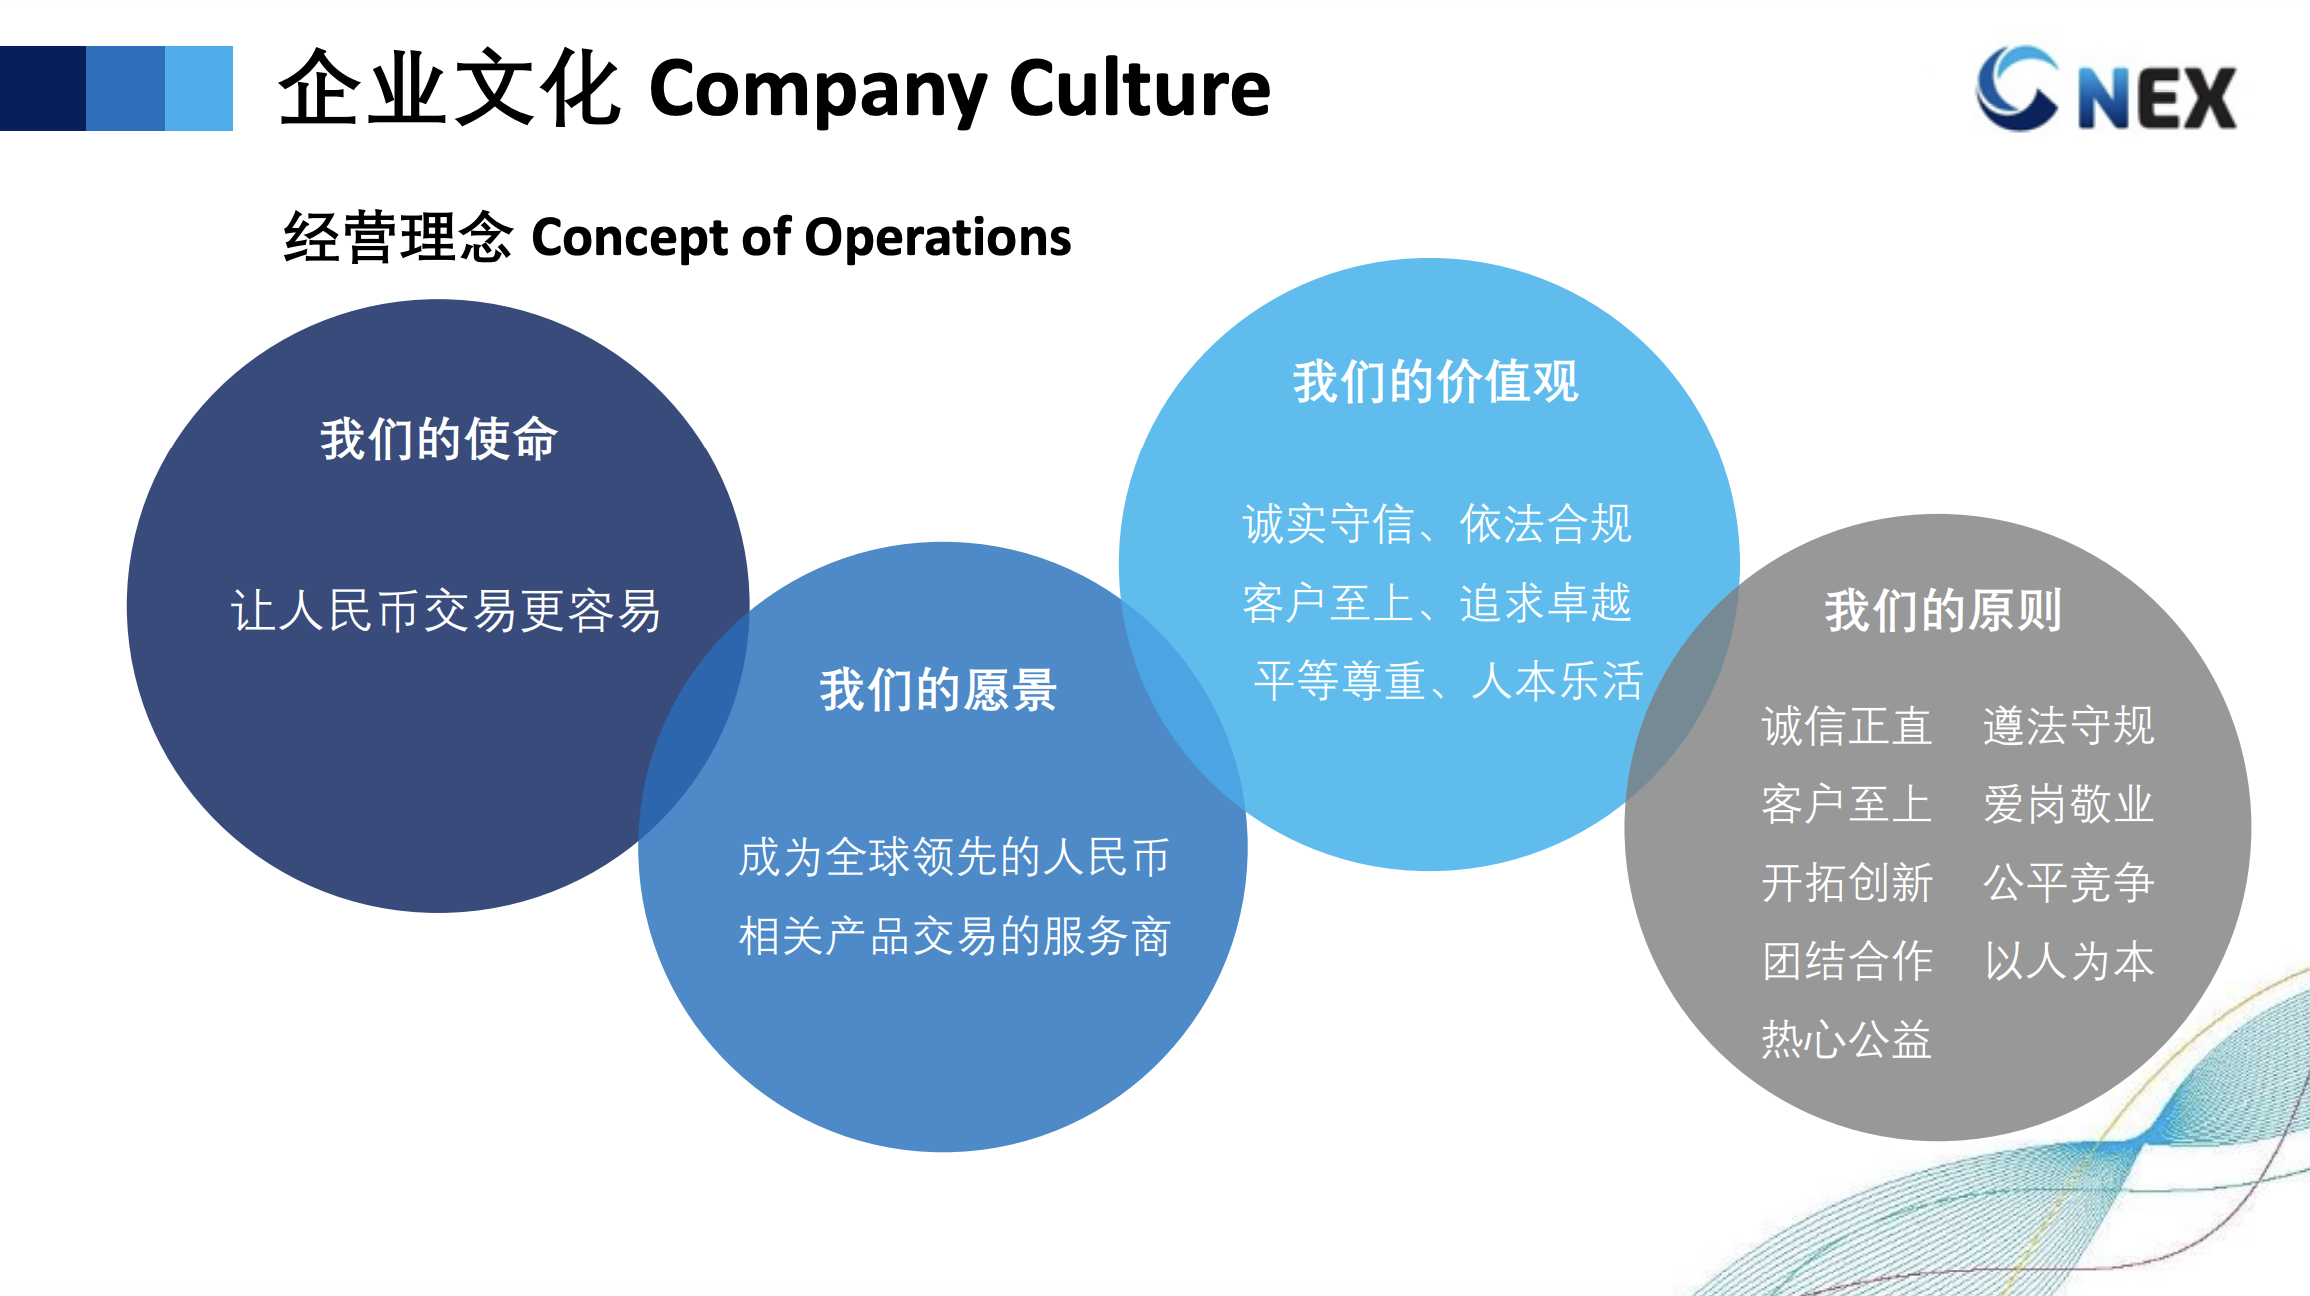 企业文化 Company Culture
NEX
经营理念 Concept of Operations
我们的使命
让人民币交易更容易
我们的愿景
成为全球领先的人民币
相关产品交易的服务商
我们的价值观
诚实守信、依法合规
客户至上、追求卓越
平等尊重、人本乐活
我们的原则
诚信正直 遵法守规
客户至上 爱岗敬业
开拓创新 公平竞争
团结合作 以人为本
热心公益